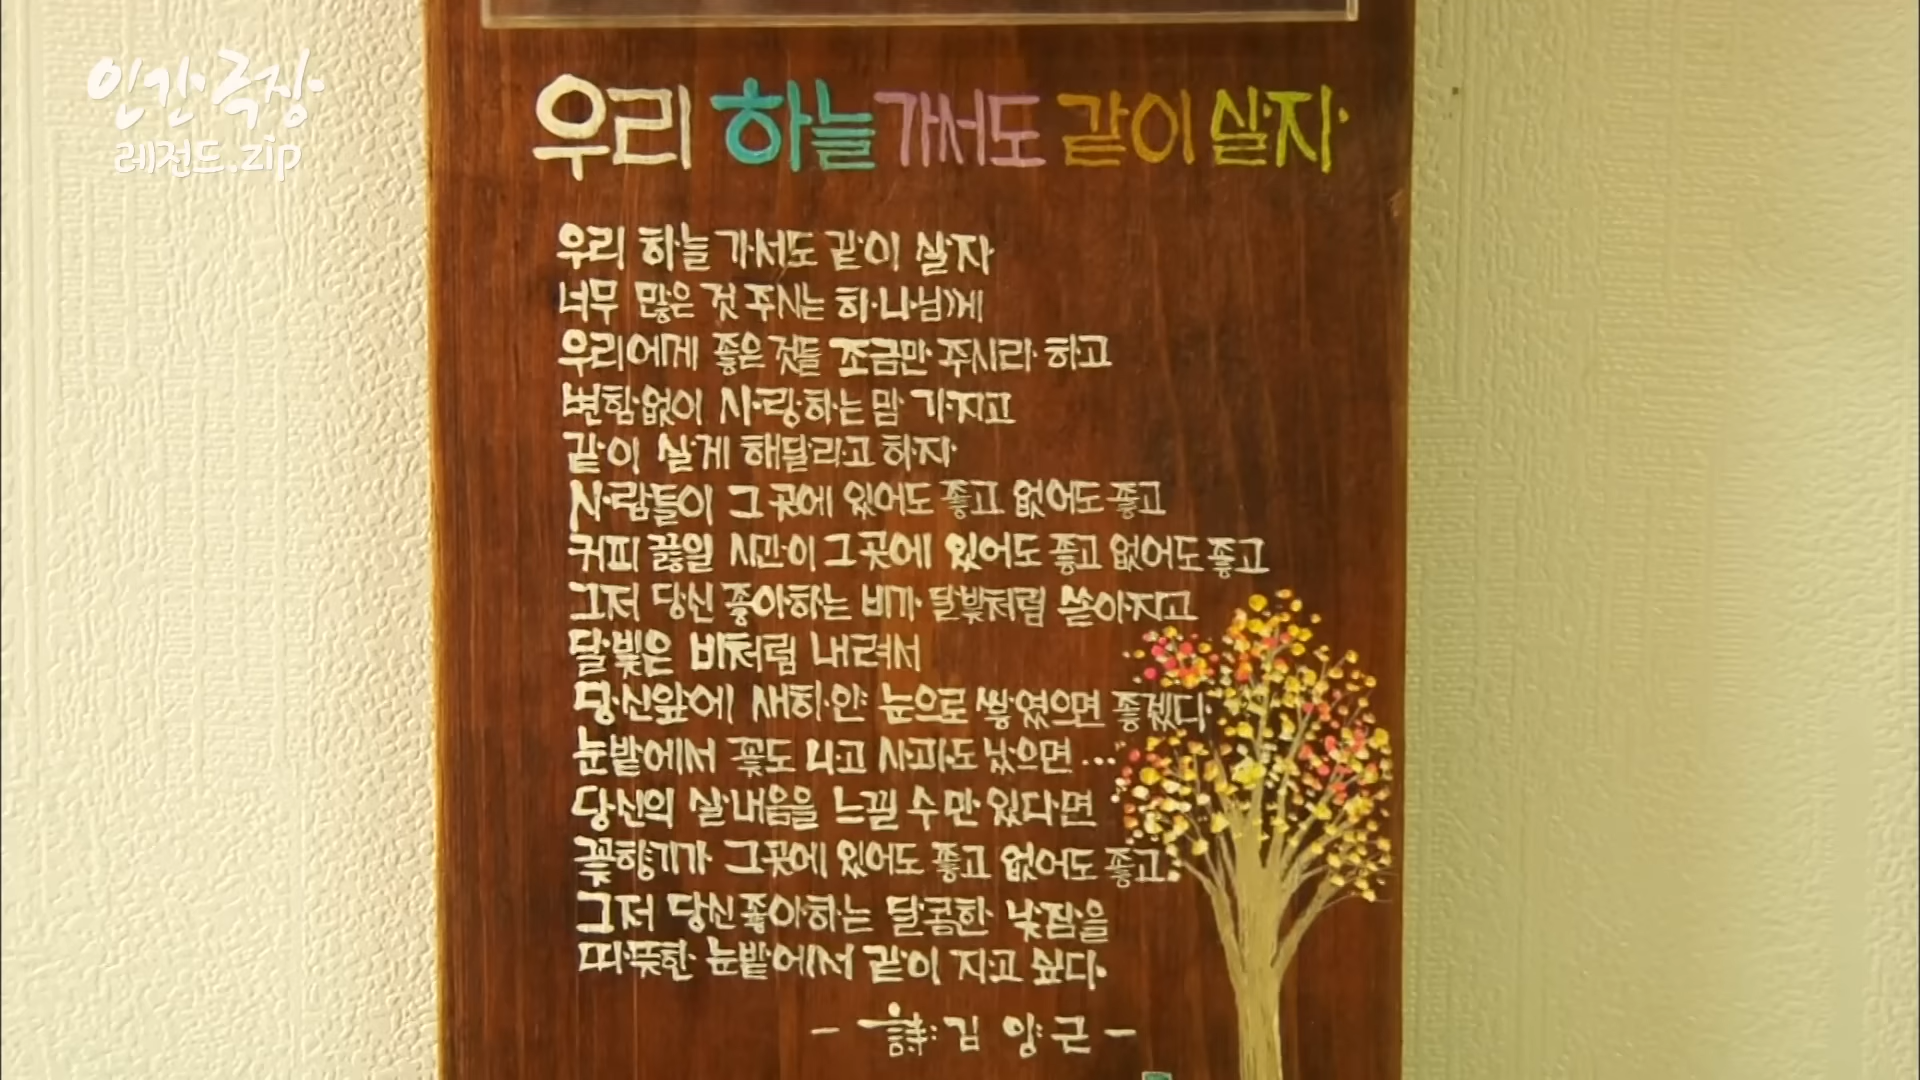 인간극장
레전드.zip
우리 하늘 가서도 같이 살자
우리 하늘 가서도 같이 살자
너무 많은 것 주시는 하나님께
우리에게 좋은 것들 조금만 주시라 하고
변함없이 사랑하는 맘 가지고
같이 살게 해달라고 하자
사람들이 그 곳에 있어도 좋고 없어도 좋고
커피 끓일 시간이 그 곳에 있어도 좋고 없어도 좋고
그저 당신 좋아하는 비가 달빛처럼 쏟아지고
달빛은 비처럼 내려서
당신앞에 새하얀 눈으로 쌓였으면 좋겠다
눈밭에서 꽃도 나고 사과도 났으면...
당신의 살내음을 느낄 수만 있다면
꽃향기가 그곳에 있어도 좋고 없어도 좋고
그저 당신 좋아하는 달콤한 낮잠을
따뜻한 눈밭에서 같이 자고 싶다.
- 詩: 김 양 근 -